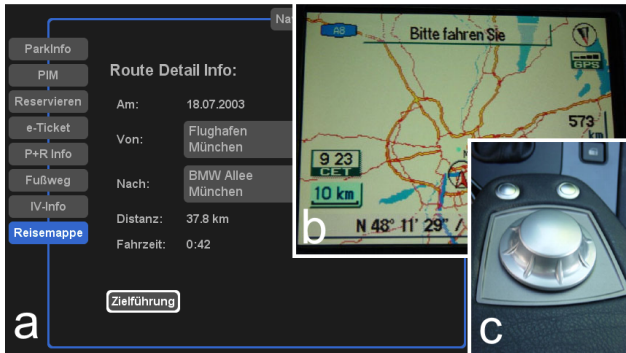 Na
ParkInfo
PIM
Reservieren
e-Ticket
P+R Info
Fußweg
IV-Info
Reisemappe
Route Detail Info:
Am: 18.07.2003
Von: Flughafen
München
Nach: BMW Allee
München
Distanz: 37.8 km
Fahrzeit: 0:42
Zielführung
a
A8
Bitte fahren Sie
GPS
573
km
9 23
CET
10 km
N 48° 11' 29" /
b
c